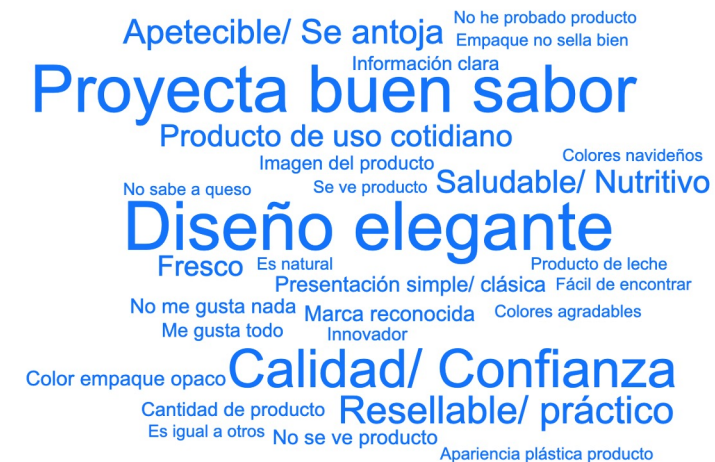 No he probado producto
Apetecible/ Se antoja
Empaque no sella bien
Información clara
Proyecta buen sabor
Producto de uso cotidiano
Colores navideños
Imagen del producto
No sabe a queso
Se ve producto
Saludable/ Nutritivo
Diseño elegante
Fresco
Es natural
Producto de leche
Presentación simple/ clásica
Fácil de encontrar
No me gusta nada
Marca reconocida
Colores agradables
Me gusta todo
Innovador
Color empaque opaco
Calidad/ Confianza
Cantidad de producto
Resellable/ práctico
Es igual a otros
No se ve producto
Apariencia plástica producto